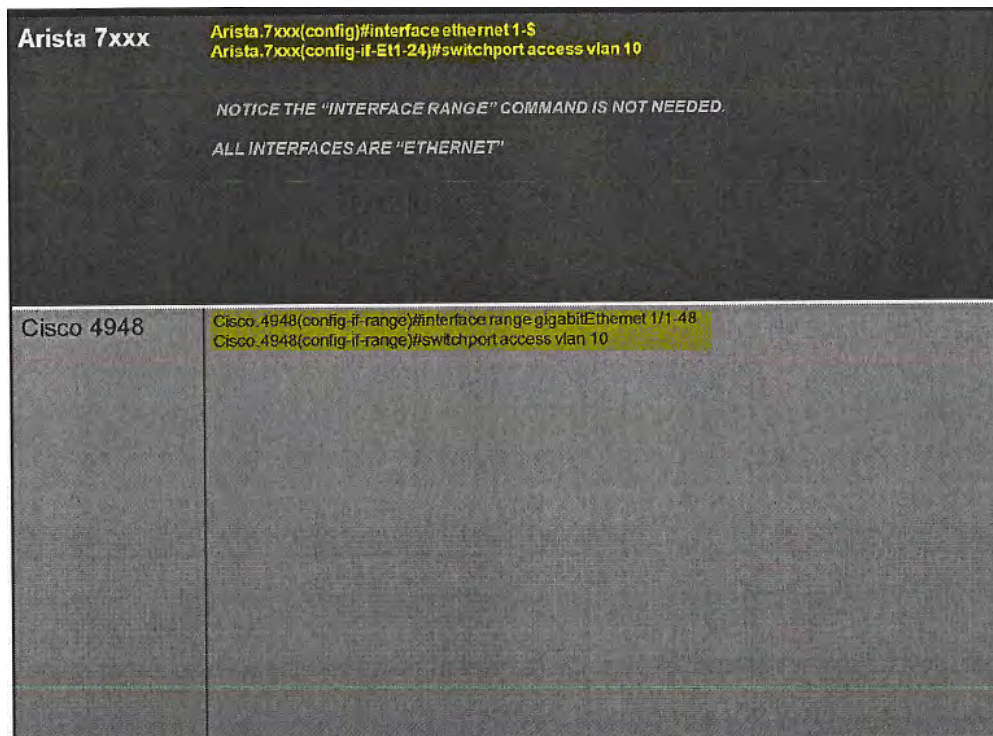 Arista 7xxx
Arista.7xxx(config)#interface ethernet 1-$
Arista.7xxx(config-if-Et1-24)#switchport access vlan 10
NOTICE THE “INTERFACE RANGE” COMMAND IS NOT NEEDED.
ALL INTERFACES ARE “ETHERNET”
Cisco 4948
Cisco.4948(config-if-range)#interface range gigabitEthernet 1/1-48
Cisco.4948(config-if-range)#switchport access vlan 10